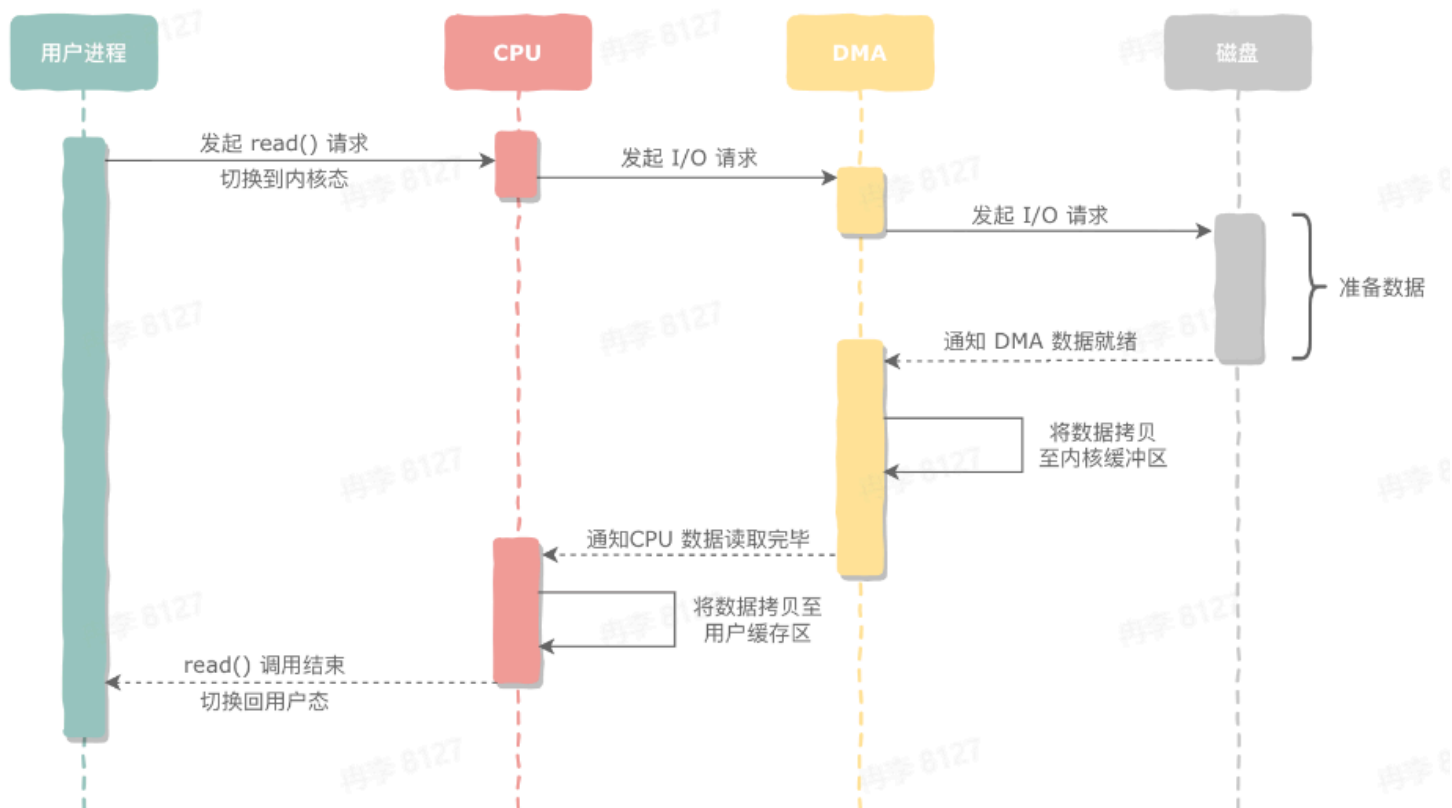 用户进程
CPU
DMA
磁盘
发起 read() 请求
切换到内核态
发起 I/O 请求
发起 I/O 请求
准备数据
通知 DMA 数据就绪
将数据拷贝
至内核缓冲区
通知CPU 数据读取完毕
将数据拷贝至
用户缓存区
read() 调用结束
切换回用户态
冉李 8127